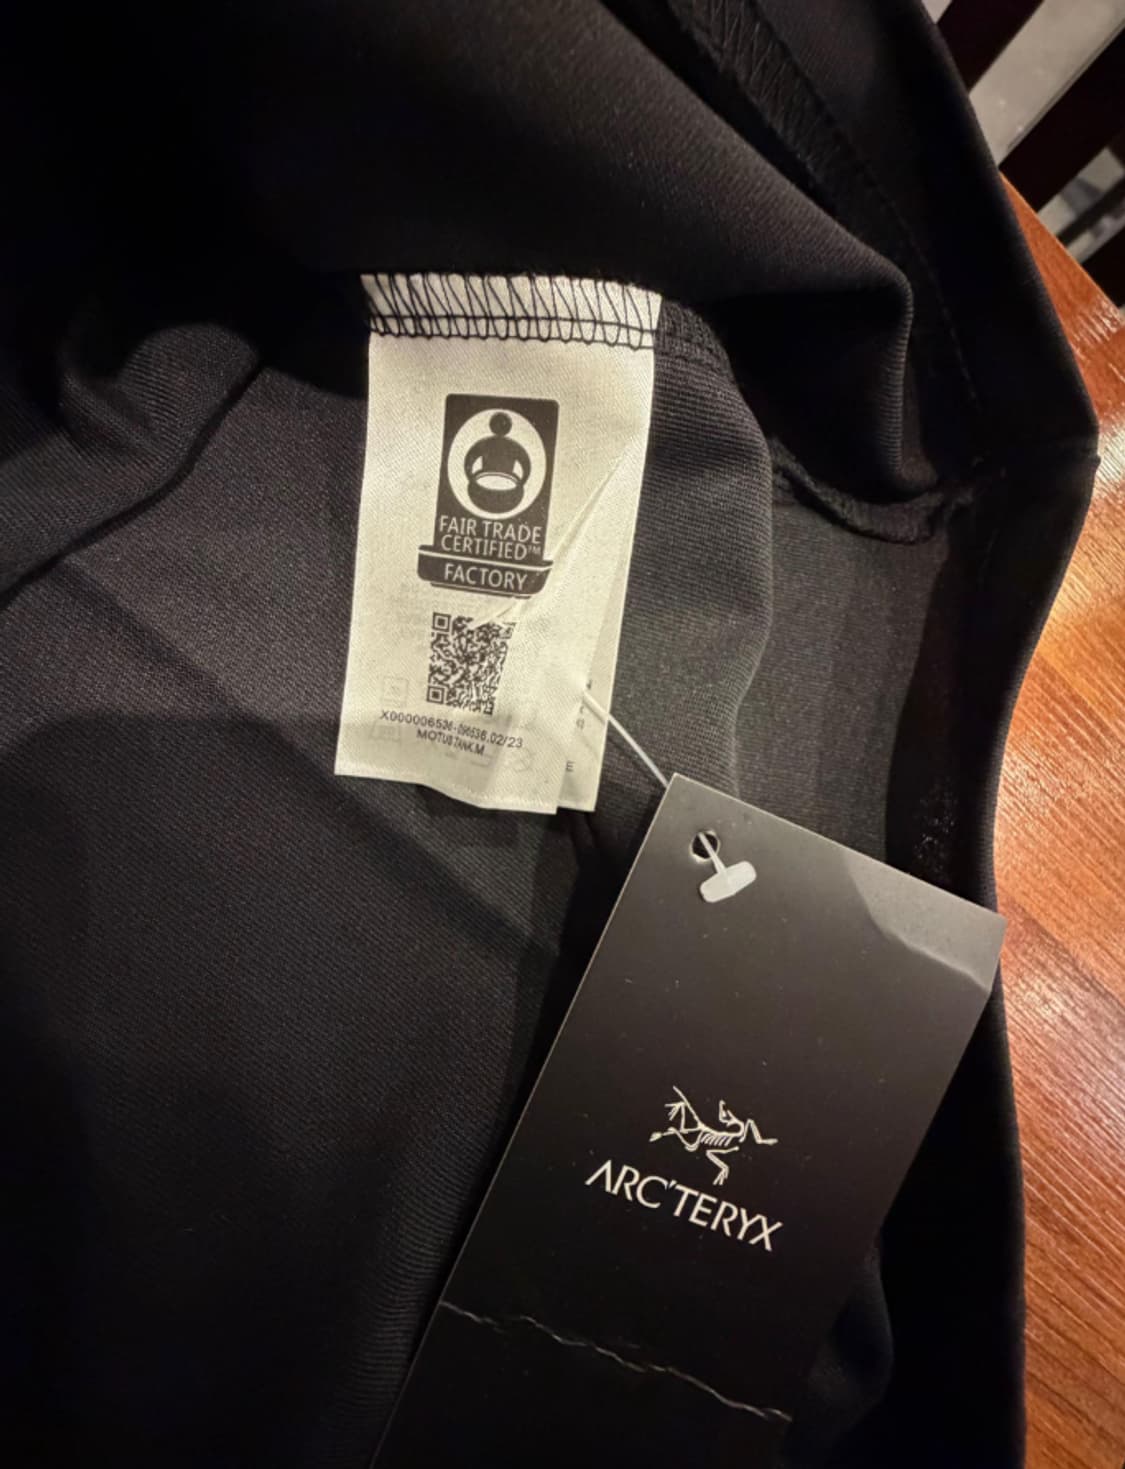 FAIR TRADE
CERTIFIED™
FACTORY
MOTUS TANK.M
E
ARC'TERYX